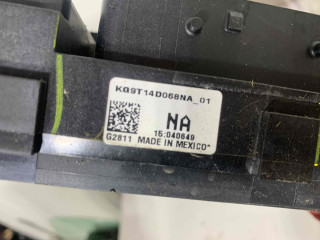 KG9T14D068NA_01
NA
15:040649
G2811 MADE IN MEXICO*